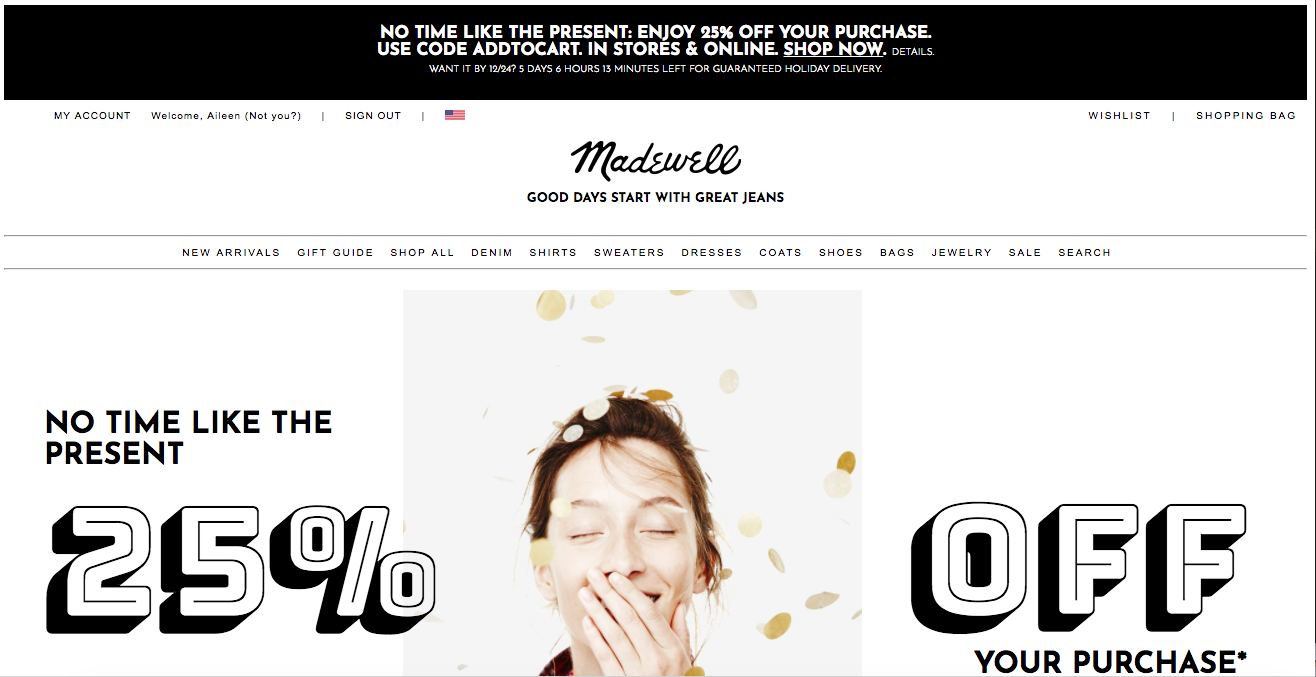 NO TIME LIKE THE PRESENT: ENJOY 25% OFF YOUR PURCHASE.
USE CODE ADDTOCART. IN STORES & ONLINE. SHOP NOW. DETAILS.
WANT IT BY 12/24? 5 DAYS 6 HOURS 13 MINUTES LEFT FOR GUARANTEED HOLIDAY DELIVERY.
MY ACCOUNT Welcome, Aileen (Not you?) | SIGN OUT | WISHLIST | SHOPPING BAG
Madewell
GOOD DAYS START WITH GREAT JEANS
NEW ARRIVALS GIFT GUIDE SHOP ALL DENIM SHIRTS SWEATERS DRESSES COATS SHOES BAGS JEWELRY SALE SEARCH
NO TIME LIKE THE
PRESENT
25% OFF
YOUR PURCHASE*